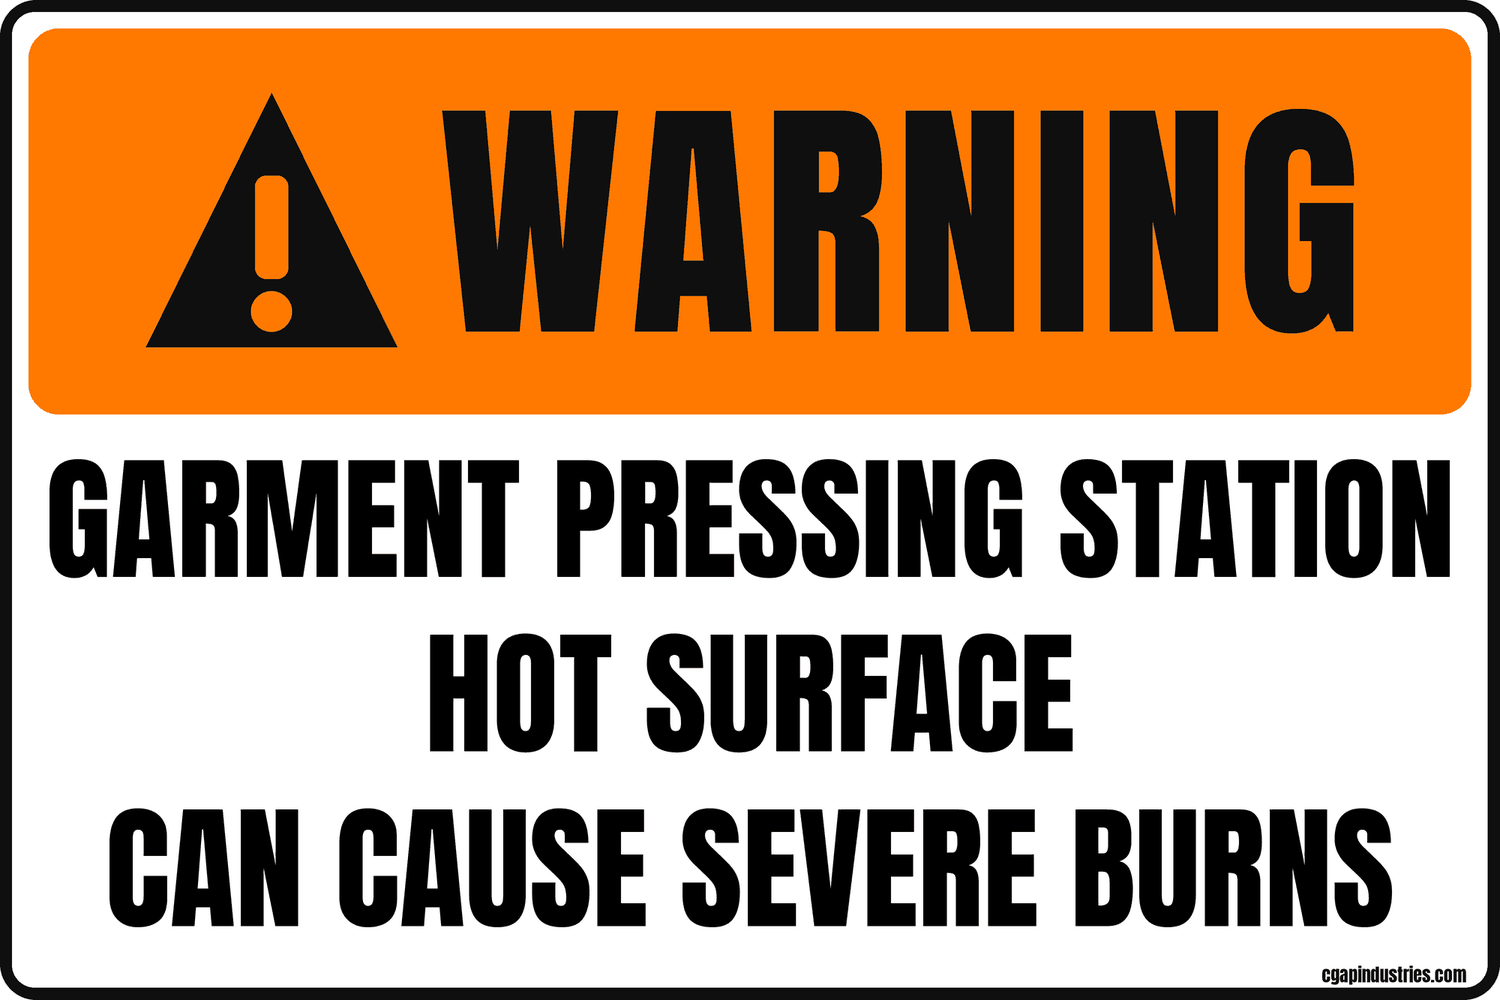 WARNING
GARMENT PRESSING STATION
HOT SURFACE
CAN CAUSE SEVERE BURNS
cgapindustries.com